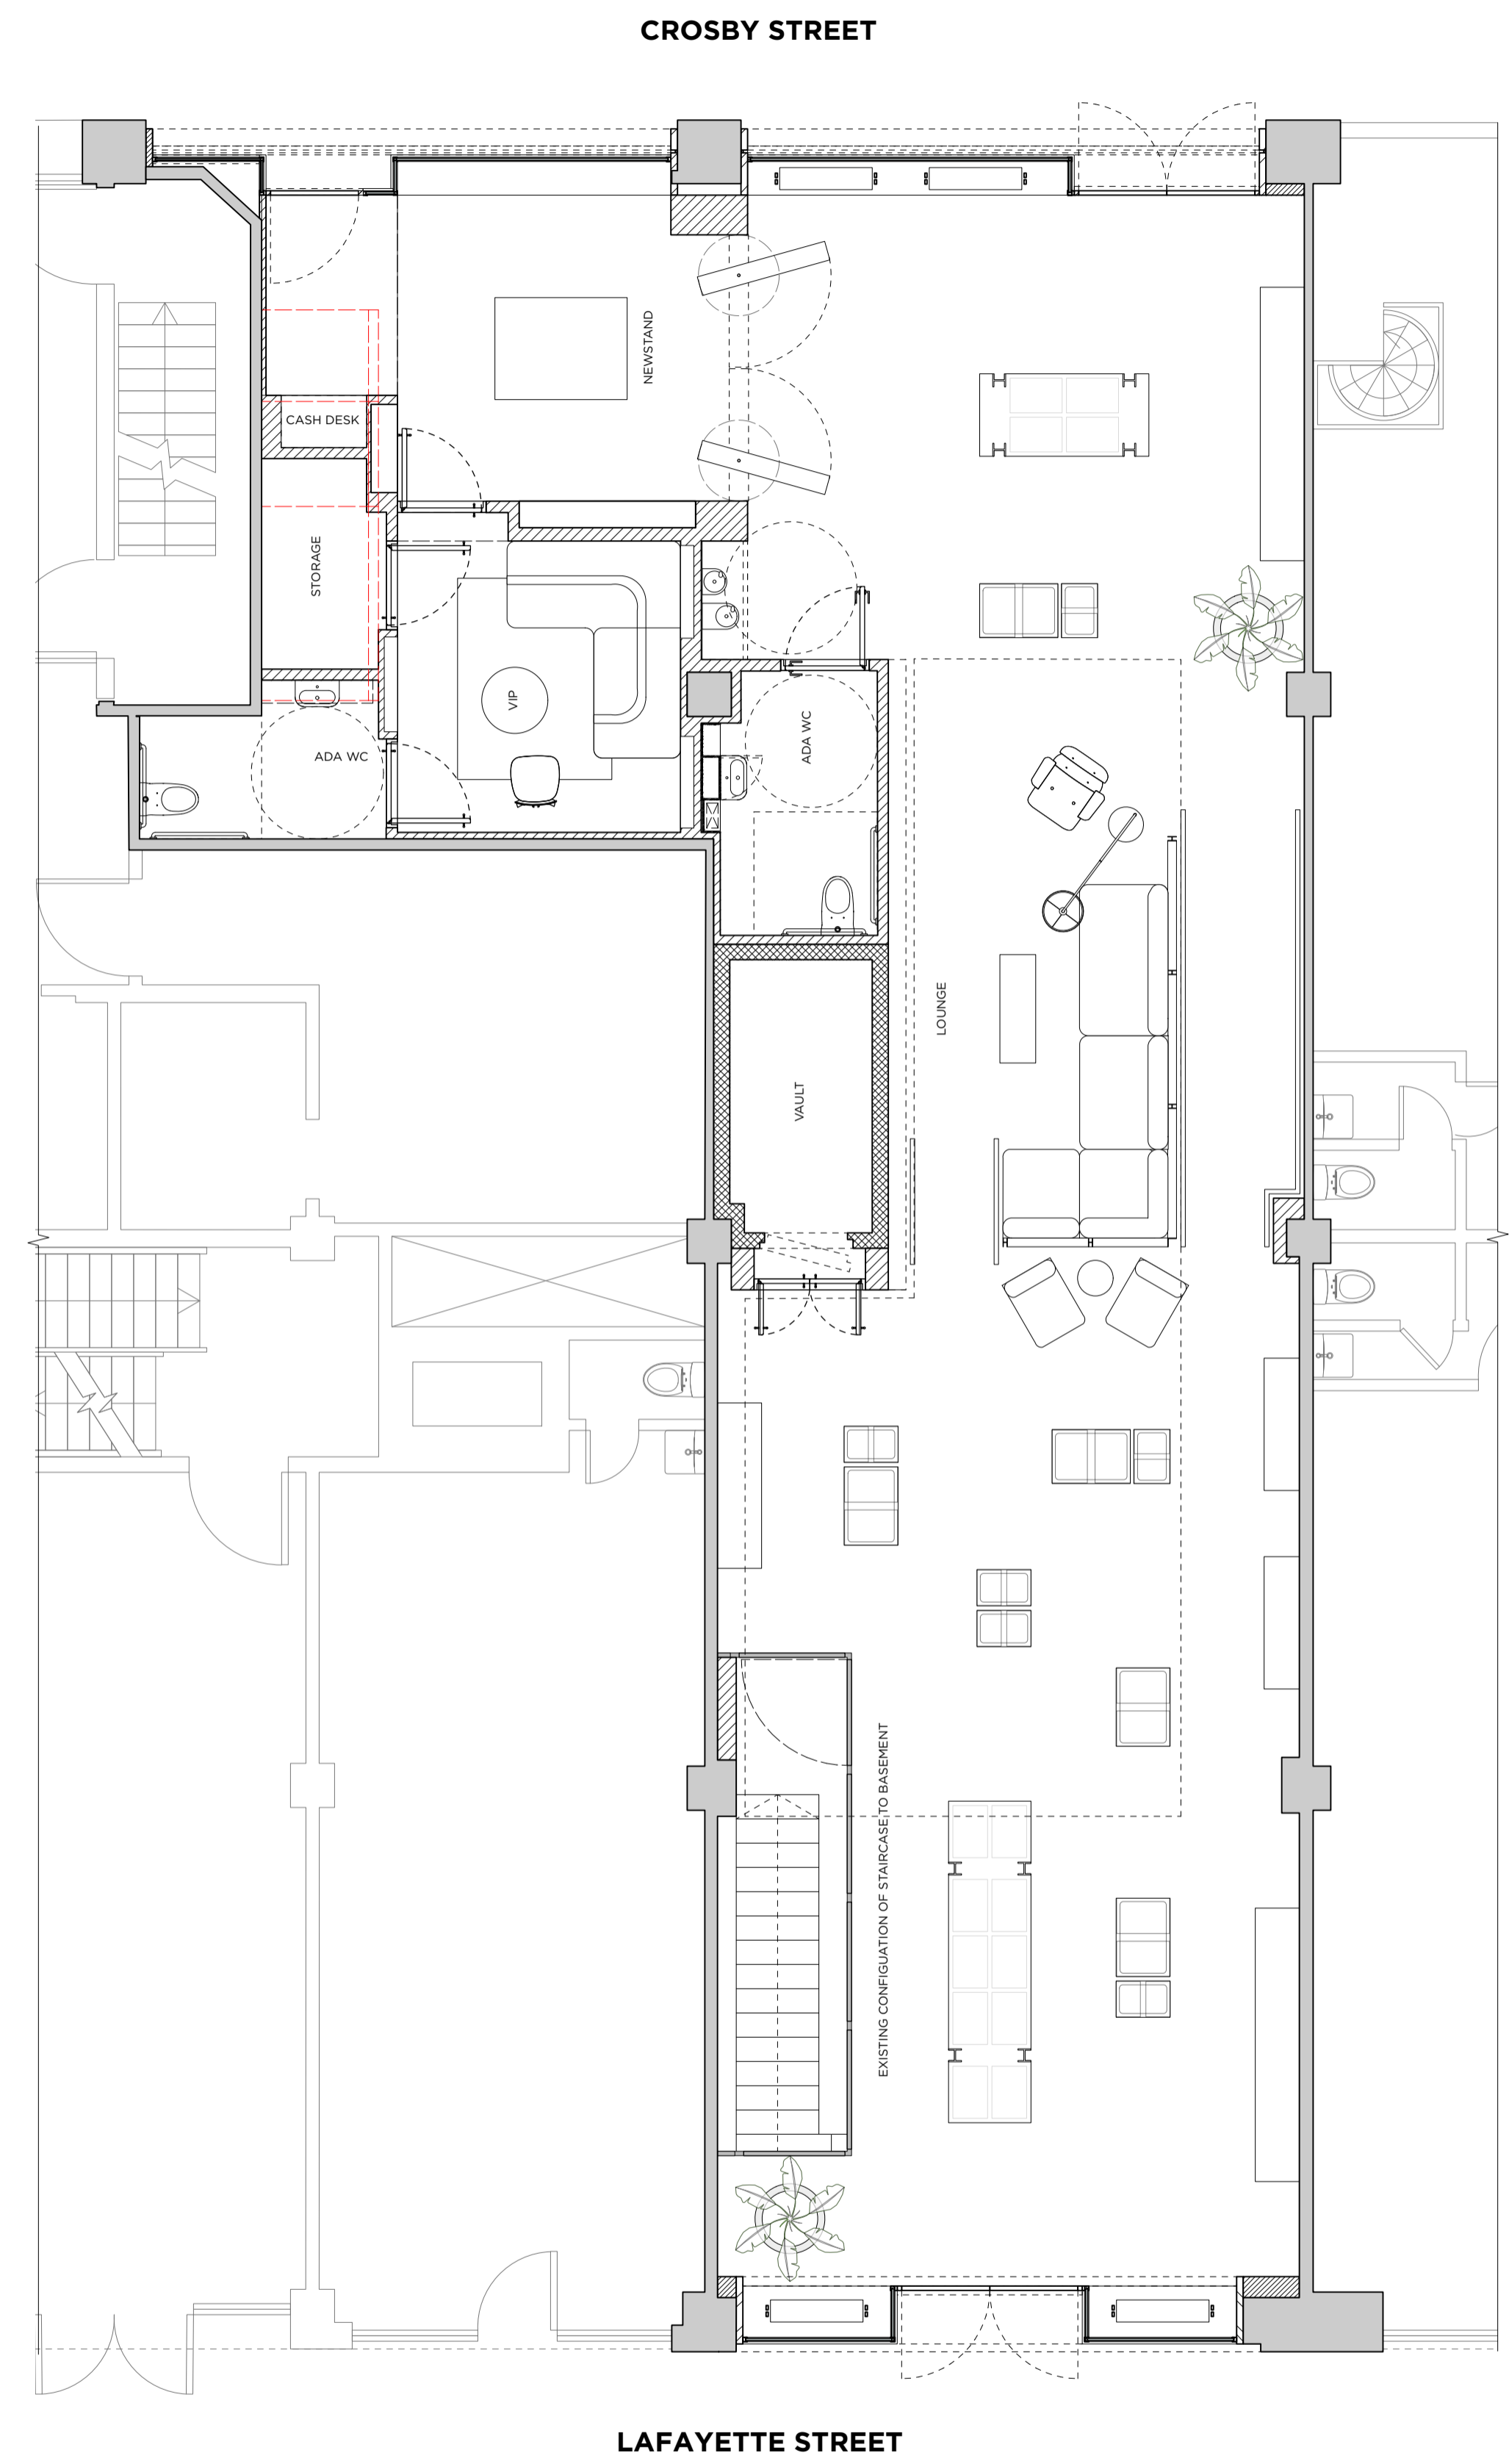 CROSBY STREET
NEWSTAND
CASH DESK
STORAGE
VIP
ADA WC
ADA WC
LOUNGE
VAULT
EXISTING CONFIGUATION OF STAIRCASE TO BASEMENT
LAFAYETTE STREET